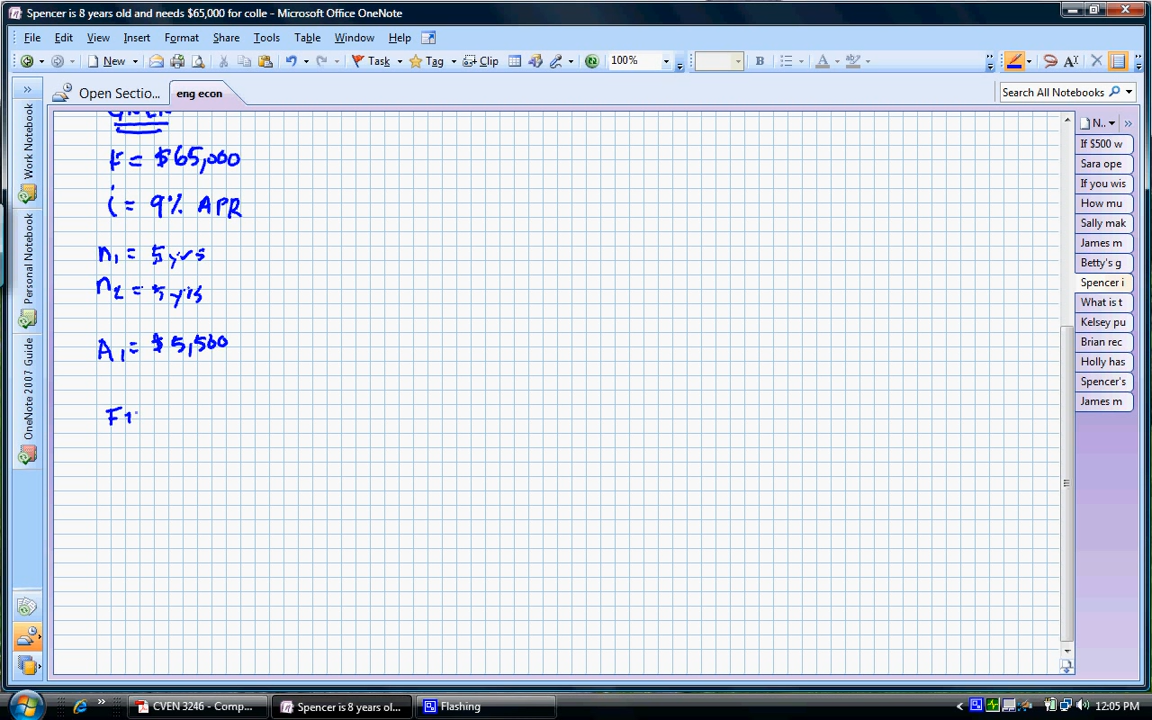 Spencer is 8 years old and needs $65,000 for colle - Microsoft Office OneNote
File Edit View Insert Format Share Tools Table Window Help
New Task Tag Clip 100% B A A
Open Sectio... eng econ Search All Notebooks
Work Notebook
Personal Notebook
OneNote 2007 Guide
N..
If $500 w
Sara ope
If you wis
How mu
Sally mak
James m
Betty's g
Spencer i
What is t
Kelsey pu
Brian rec
Holly has
Spencer's
James m
GIVEN
F = $65,000
i = 9% APR
n1 = 5 yrs
n2 = 5 yrs
A1 = $5,500
CVEN 3246 - Comp... Spencer is 8 years ol... Flashing 12:05 PM